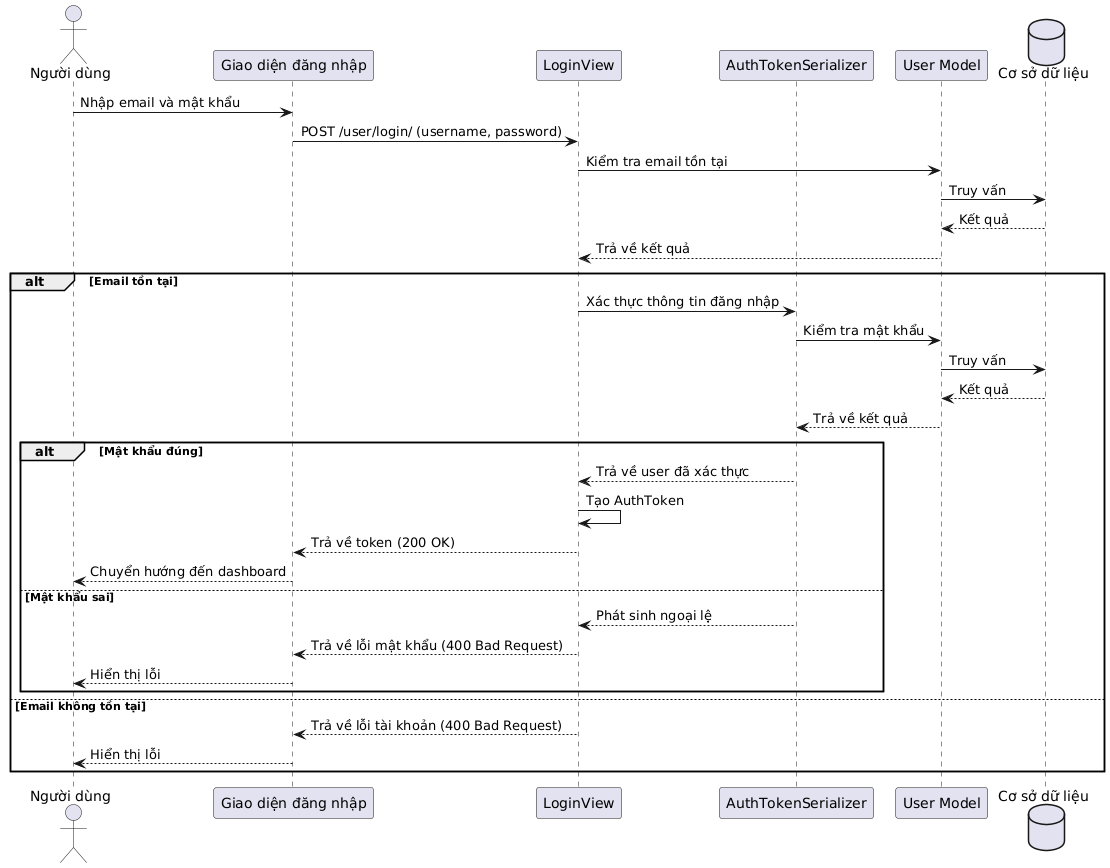 Người dùng
Giao diện đăng nhập
LoginView
AuthTokenSerializer
User Model
Cơ sở dữ liệu
Nhập email và mật khẩu
POST /user/login/ (username, password)
Kiểm tra email tồn tại
Truy vấn
Kết quả
Trả về kết quả
alt [Email tồn tại]
Xác thực thông tin đăng nhập
Kiểm tra mật khẩu
Truy vấn
Kết quả
Trả về kết quả
alt [Mật khẩu đúng]
Trả về user đã xác thực
Tạo AuthToken
Trả về token (200 OK)
Chuyển hướng đến dashboard
[Mật khẩu sai]
Phát sinh ngoại lệ
Trả về lỗi mật khẩu (400 Bad Request)
Hiển thị lỗi
[Email không tồn tại]
Trả về lỗi tài khoản (400 Bad Request)
Hiển thị lỗi
Người dùng
Giao diện đăng nhập
LoginView
AuthTokenSerializer
User Model
Cơ sở dữ liệu